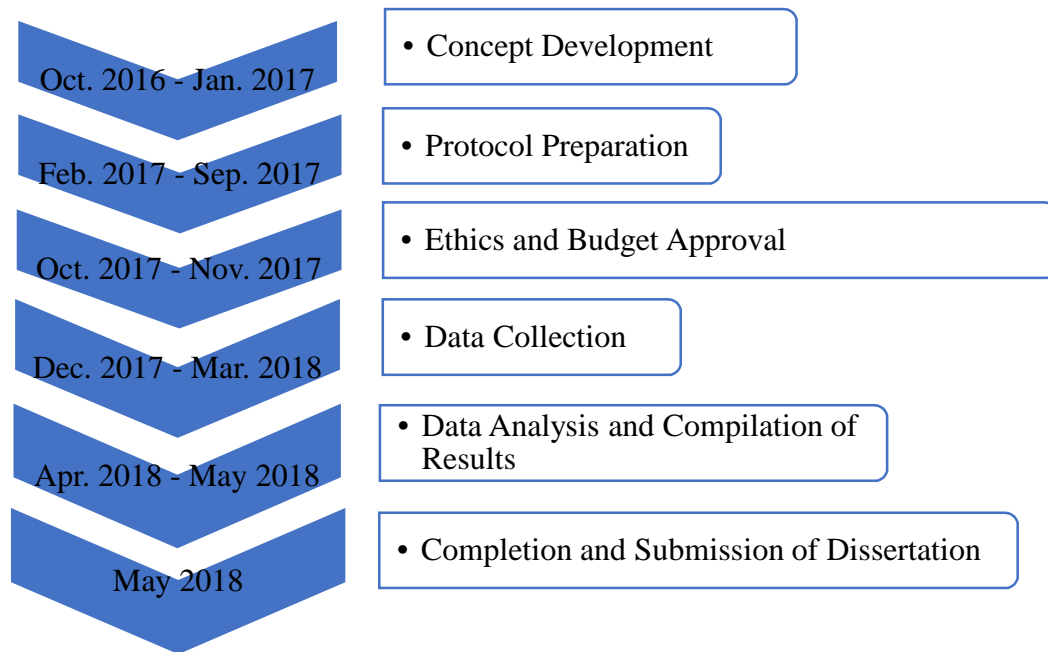 Oct. 2016 - Jan. 2017
• Concept Development
Feb. 2017 - Sep. 2017
• Protocol Preparation
Oct. 2017 - Nov. 2017
• Ethics and Budget Approval
Dec. 2017 - Mar. 2018
• Data Collection
Apr. 2018 - May 2018
• Data Analysis and Compilation of
Results
May 2018
• Completion and Submission of Dissertation